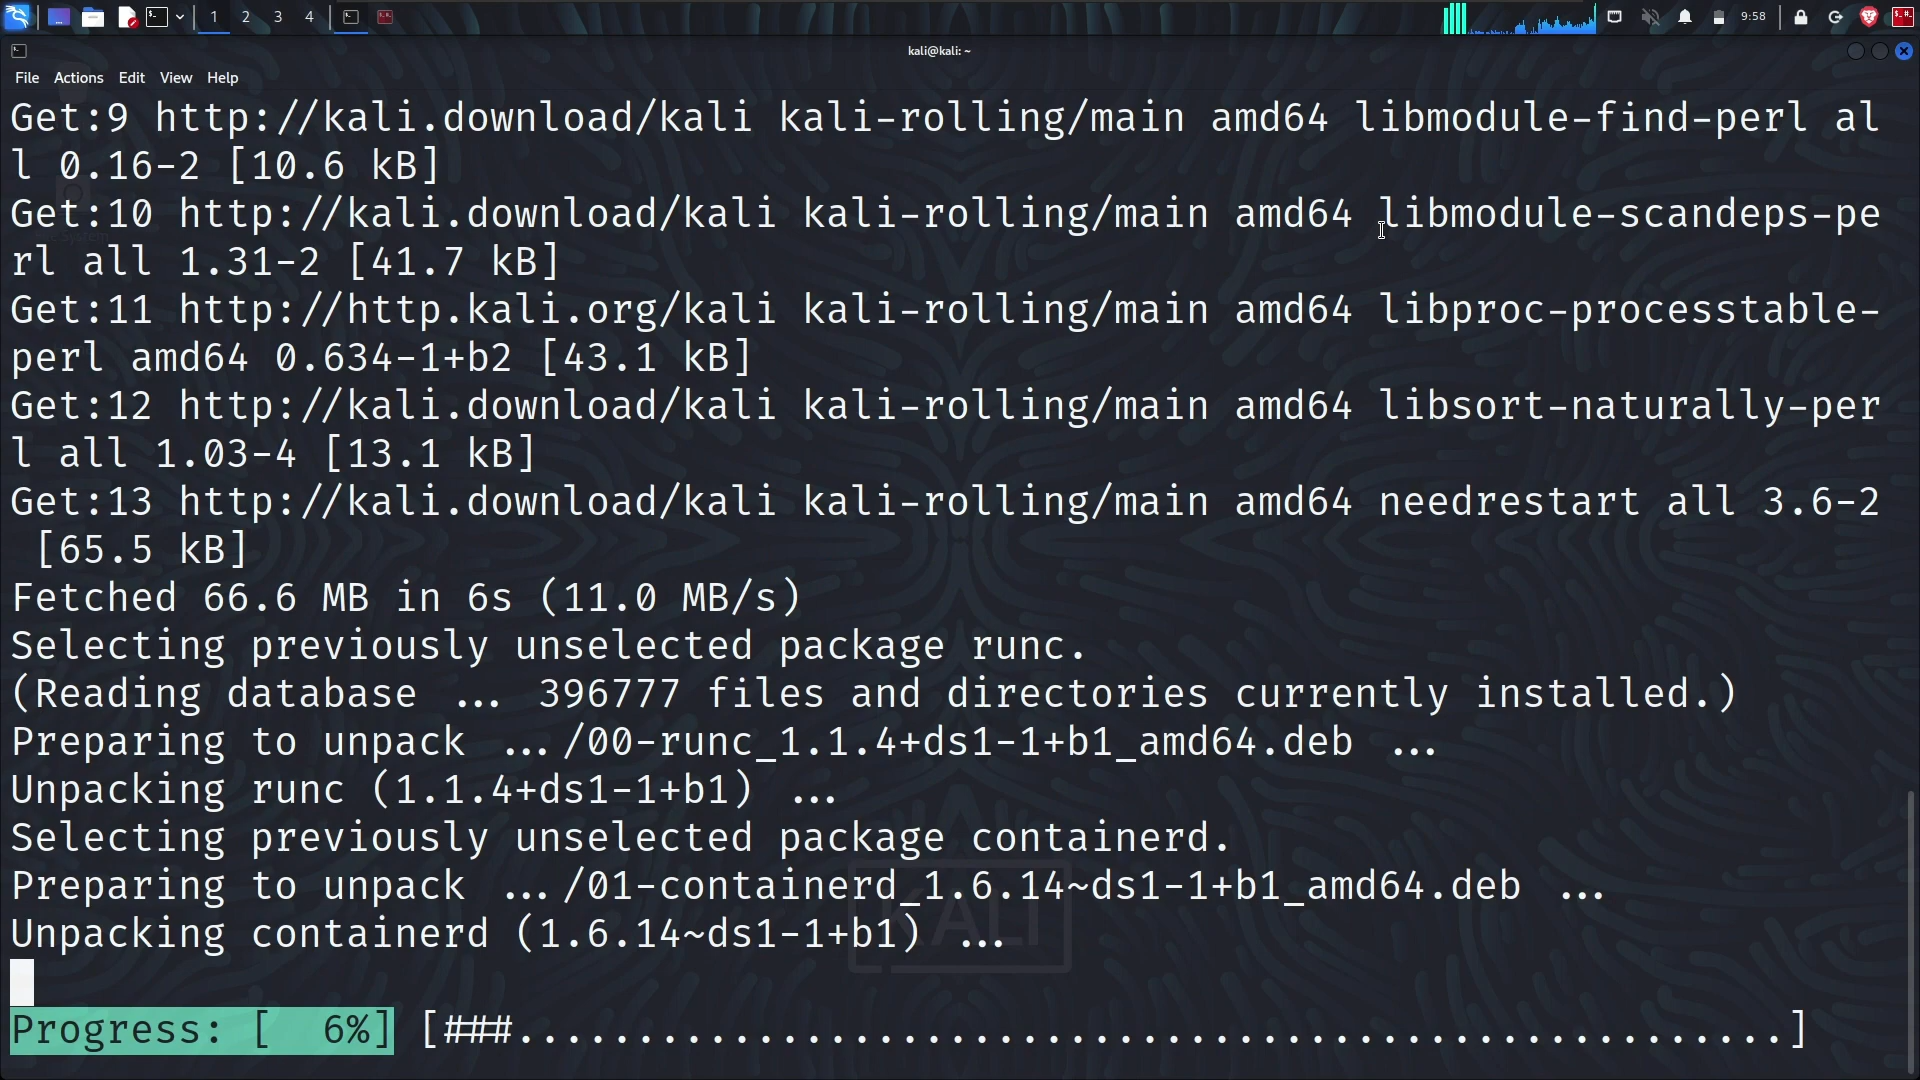 1 2 3 4 9:58
kali@kali: ~
File Actions Edit View Help
Get:9 http://kali.download/kali kali-rolling/main amd64 libmodule-find-perl al
l 0.16-2 [10.6 kB]
Get:10 http://kali.download/kali kali-rolling/main amd64 libmodule-scandeps-pe
rl all 1.31-2 [41.7 kB]
Get:11 http://http.kali.org/kali kali-rolling/main amd64 libproc-processtable-
perl amd64 0.634-1+b2 [43.1 kB]
Get:12 http://kali.download/kali kali-rolling/main amd64 libsort-naturally-per
l all 1.03-4 [13.1 kB]
Get:13 http://kali.download/kali kali-rolling/main amd64 needrestart all 3.6-2
 [65.5 kB]
Fetched 66.6 MB in 6s (11.0 MB/s)
Selecting previously unselected package runc.
(Reading database ... 396777 files and directories currently installed.)
Preparing to unpack .../00-runc_1.1.4+ds1-1+b1_amd64.deb ...
Unpacking runc (1.1.4+ds1-1+b1) ...
Selecting previously unselected package containerd.
Preparing to unpack .../01-containerd_1.6.14~ds1-1+b1_amd64.deb ...
Unpacking containerd (1.6.14~ds1-1+b1) ...
KALI
Progress: [  6%] [###.....................................................]